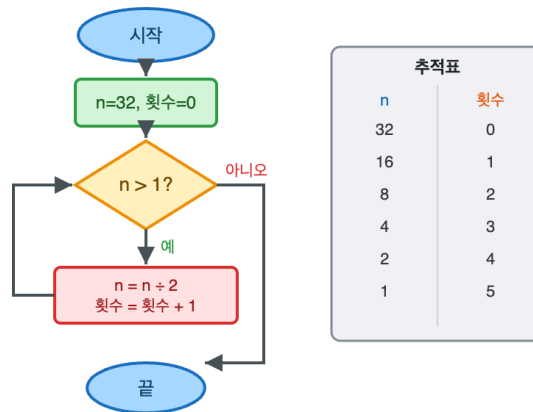 시작
n=32, 횟수=0
n > 1?
아니오
예
n = n ÷ 2
횟수 = 횟수 + 1
끝
추적표
n 횟수
32 0
16 1
8 2
4 3
2 4
1 5